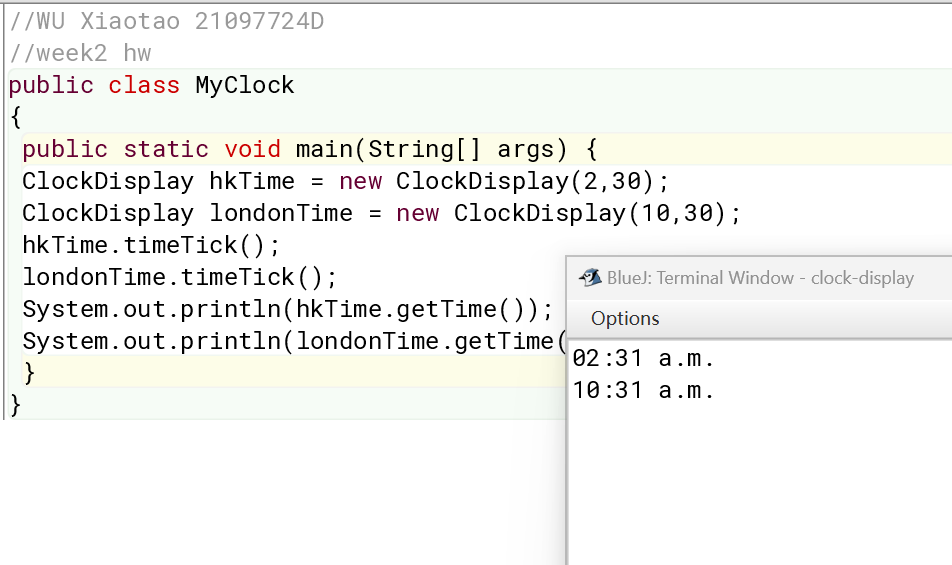 //WU Xiaotao 21097724D
//week2 hw
public class MyClock
{
public static void main(String[] args) {
ClockDisplay hkTime = new ClockDisplay(2,30);
ClockDisplay londonTime = new ClockDisplay(10,30);
hkTime.timeTick();
londonTime.timeTick();
System.out.println(hkTime.getTime());
System.out.println(londonTime.getTime(
}
}
BlueJ: Terminal Window - clock-display
Options
02:31 a.m.
10:31 a.m.